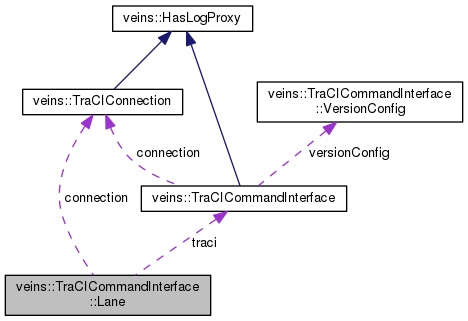 veins::HasLogProxy
veins::TraCIConnection
veins::TraCICommandInterface
::VersionConfig
connection
versionConfig
connection
veins::TraCICommandInterface
traci
veins::TraCICommandInterface
::Lane